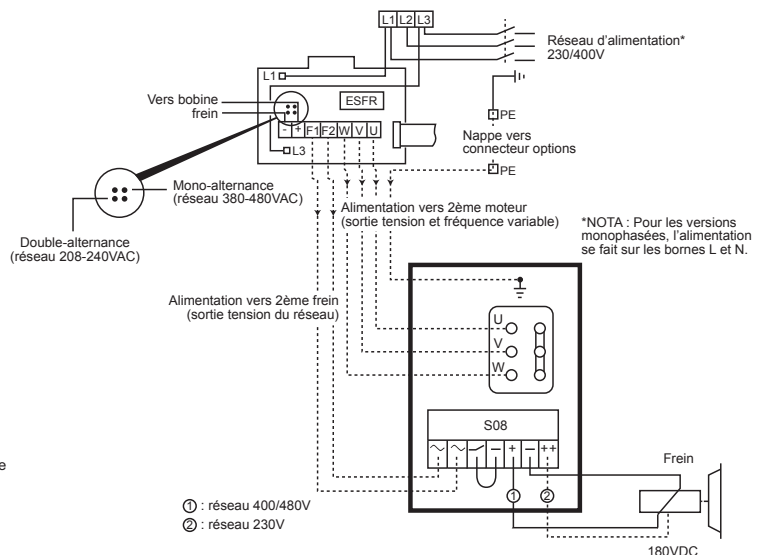 L1 L2 L3
Réseau d'alimentation*
230/400V
L1
Vers bobine
frein
ESFR
- + F1 F2 W V U
L3
PE
Nappe vers
connecteur options
PE
Mono-alternance
(réseau 380-480VAC)
Double-alternance
(réseau 208-240VAC)
Alimentation vers 2ème moteur
(sortie tension et fréquence variable)
*NOTA : Pour les versions
monophasées, l'alimentation
se fait sur les bornes L et N.
Alimentation vers 2ème frein
(sortie tension du réseau)
U
V
W
S08
+ − ++
e
Frein
① : réseau 400/480V
② : réseau 230V
① ②
180VDC